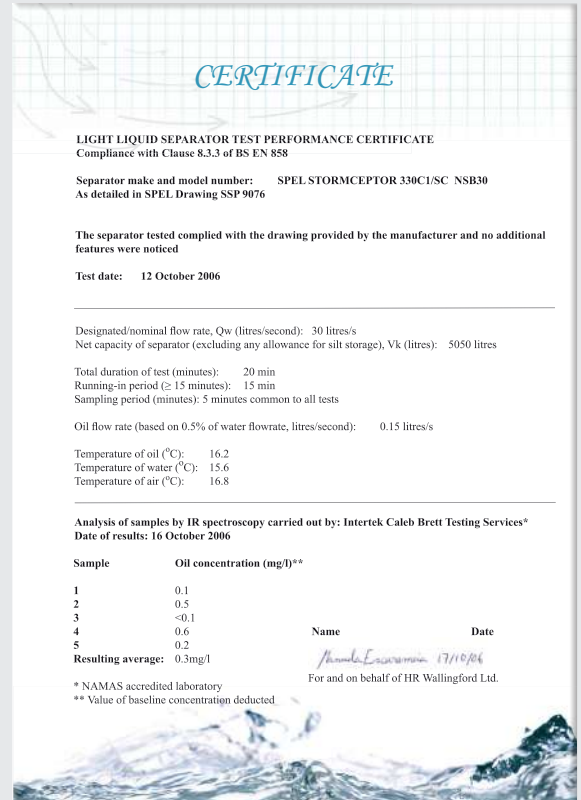 CERTIFICATE
LIGHT LIQUID SEPARATOR TEST PERFORMANCE CERTIFICATE
Compliance with Clause 8.3.3 of BS EN 858
Separator make and model number: SPEL STORMCEPTOR 330C1/SC NSB30
As detailed in SPEL Drawing SSP 9076
The separator tested complied with the drawing provided by the manufacturer and no additional
features were noticed
Test date: 12 October 2006
Designated/nominal flow rate, Qw (litres/second): 30 litres/s
Net capacity of separator (excluding any allowance for silt storage), Vk (litres): 5050 litres
Total duration of test (minutes): 20 min
Running-in period (≥ 15 minutes): 15 min
Sampling period (minutes): 5 minutes common to all tests
Oil flow rate (based on 0.5% of water flowrate, litres/second): 0.15 litres/s
Temperature of oil (°C): 16.2
Temperature of water (°C): 15.6
Temperature of air (°C): 16.8
Analysis of samples by IR spectroscopy carried out by: Intertek Caleb Brett Testing Services*
Date of results: 16 October 2006
Sample Oil concentration (mg/l)**
1 0.1
2 0.5
3 <0.1
4 0.6
5 0.2
Resulting average: 0.3mg/l
Name Date
17/10/06
For and on behalf of HR Wallingford Ltd.
* NAMAS accredited laboratory
** Value of baseline concentration deducted